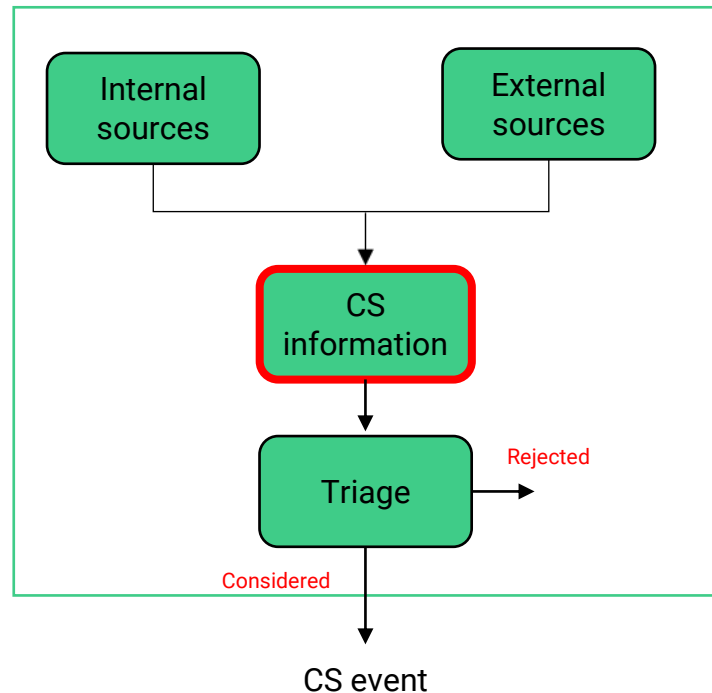 Internal
sources
External
sources
CS
information
Triage
Rejected
Considered
CS event